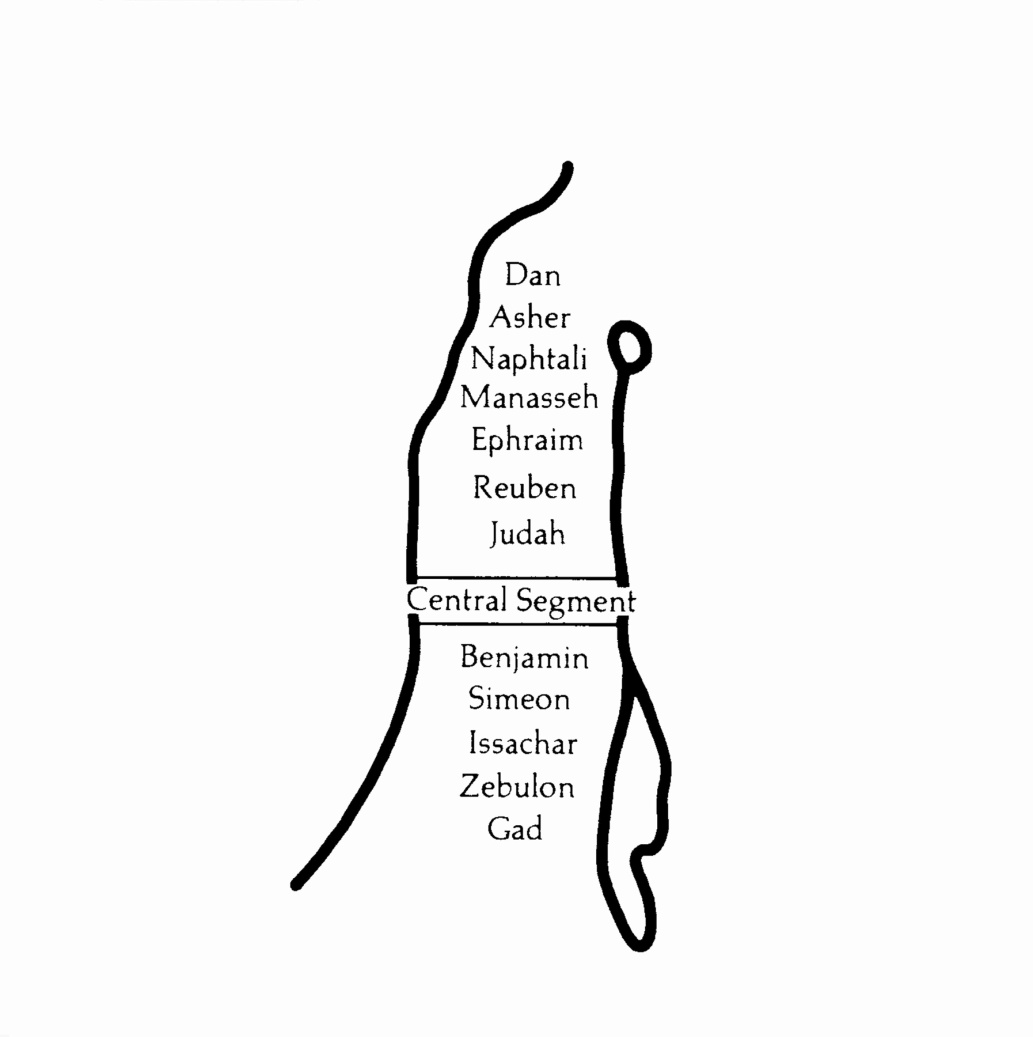 Dan
Asher
Naphtali
Manasseh
Ephraim
Reuben
Judah
Central Segment
Benjamin
Simeon
Issachar
Zebulon
Gad